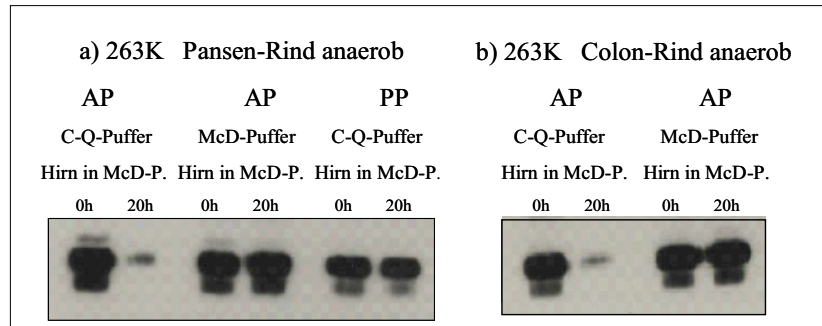 a) 263K Pansen-Rind anaerob
AP AP PP
C-Q-Puffer McD-Puffer C-Q-Puffer
Hirn in McD-P. Hirn in McD-P. Hirn in McD-P.
0h 20h 0h 20h 0h 20h
b) 263K Colon-Rind anaerob
AP AP
C-Q-Puffer McD-Puffer
Hirn in McD-P. Hirn in McD-P.
0h 20h 0h 20h